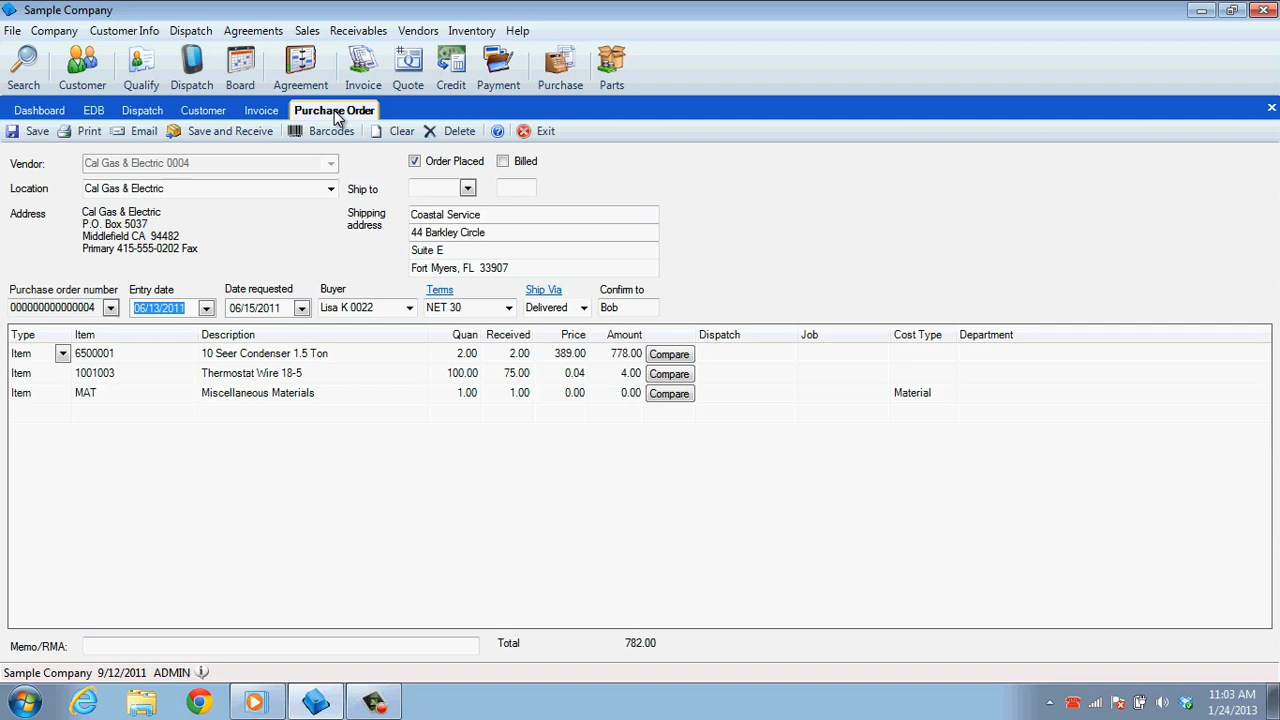 Sample Company
File Company Customer Info Dispatch Agreements Sales Receivables Vendors Inventory Help
Search Customer Qualify Dispatch Board Agreement Invoice Quote Credit Payment Purchase Parts
Dashboard EDB Dispatch Customer Invoice Purchase Order
Save Print Email Save and Receive Barcodes Clear Delete Exit
Vendor: Cal Gas & Electric 0004 Order Placed Billed
Location Cal Gas & Electric Ship to
Address Cal Gas & Electric Shipping address Coastal Service
P.O. Box 5037 44 Barkley Circle
Middlefield CA 94482 Suite E
Primary 415-555-0202 Fax Fort Myers, FL 33907
Purchase order number Entry date Date requested Buyer Terms Ship Via Confirm to
000000000000004 06/13/2011 06/15/2011 Lisa K 0022 NET 30 Delivered Bob
Type Item Description Quan Received Price Amount Dispatch Job Cost Type Department
Item 6500001 10 Seer Condenser 1.5 Ton 2.00 2.00 389.00 778.00 Compare
Item 1001003 Thermostat Wire 18-5 100.00 75.00 0.04 4.00 Compare
Item MAT Miscellaneous Materials 1.00 1.00 0.00 0.00 Compare Material
Memo/RMA: Total 782.00
Sample Company 9/12/2011 ADMIN
11:03 AM
1/24/2013